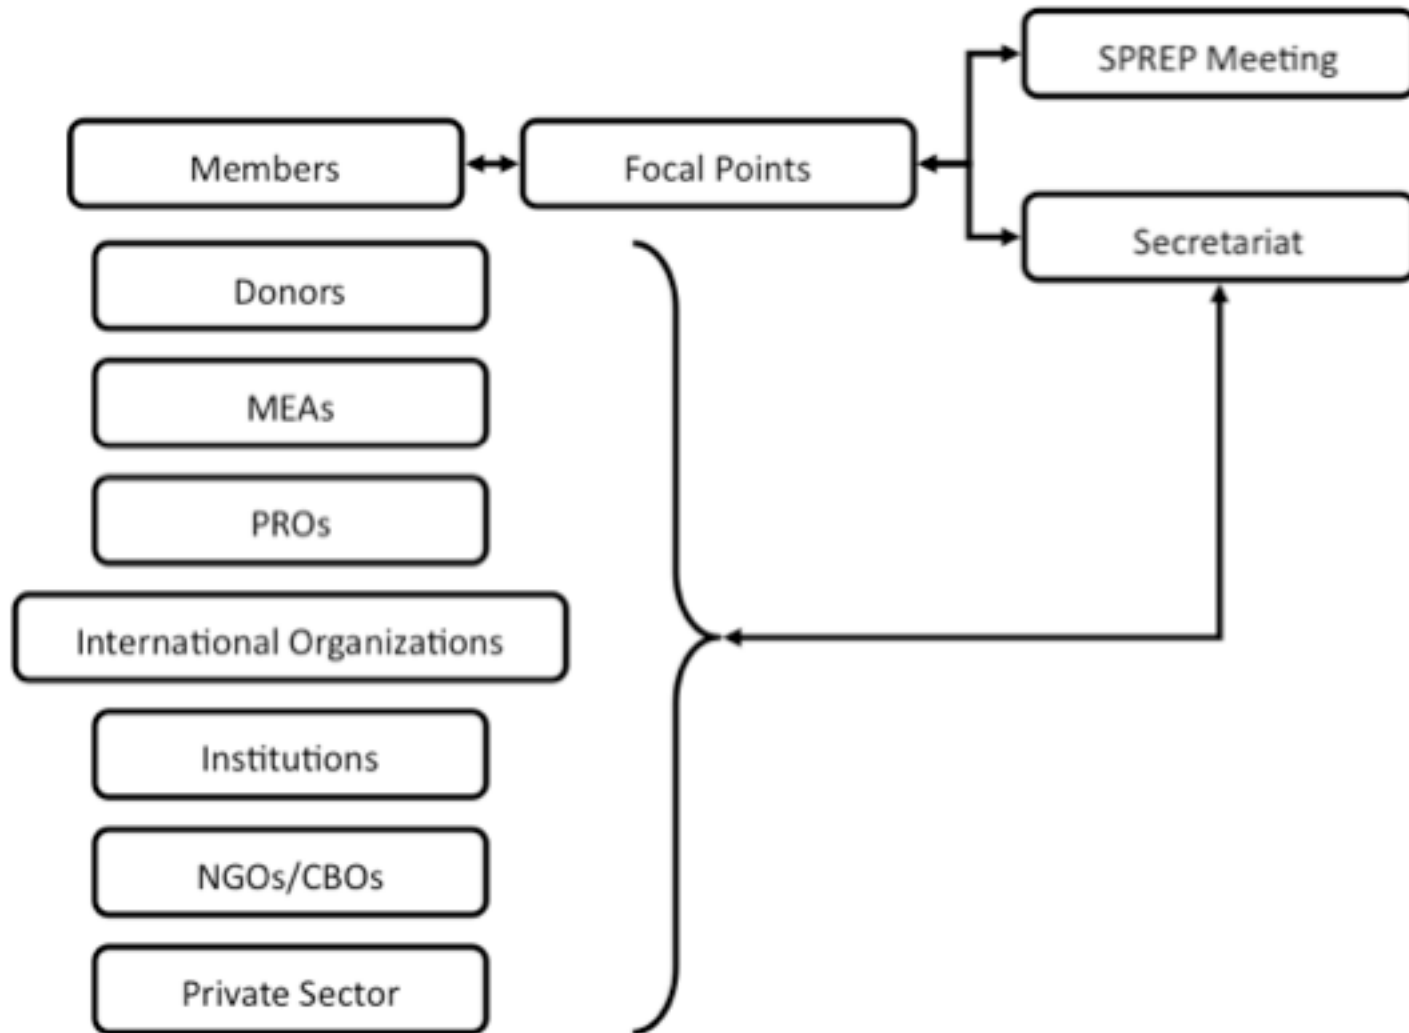 SPREP Meeting
Members
Focal Points
Secretariat
Donors
MEAs
PROs
International Organizations
Institutions
NGOs/CBOs
Private Sector